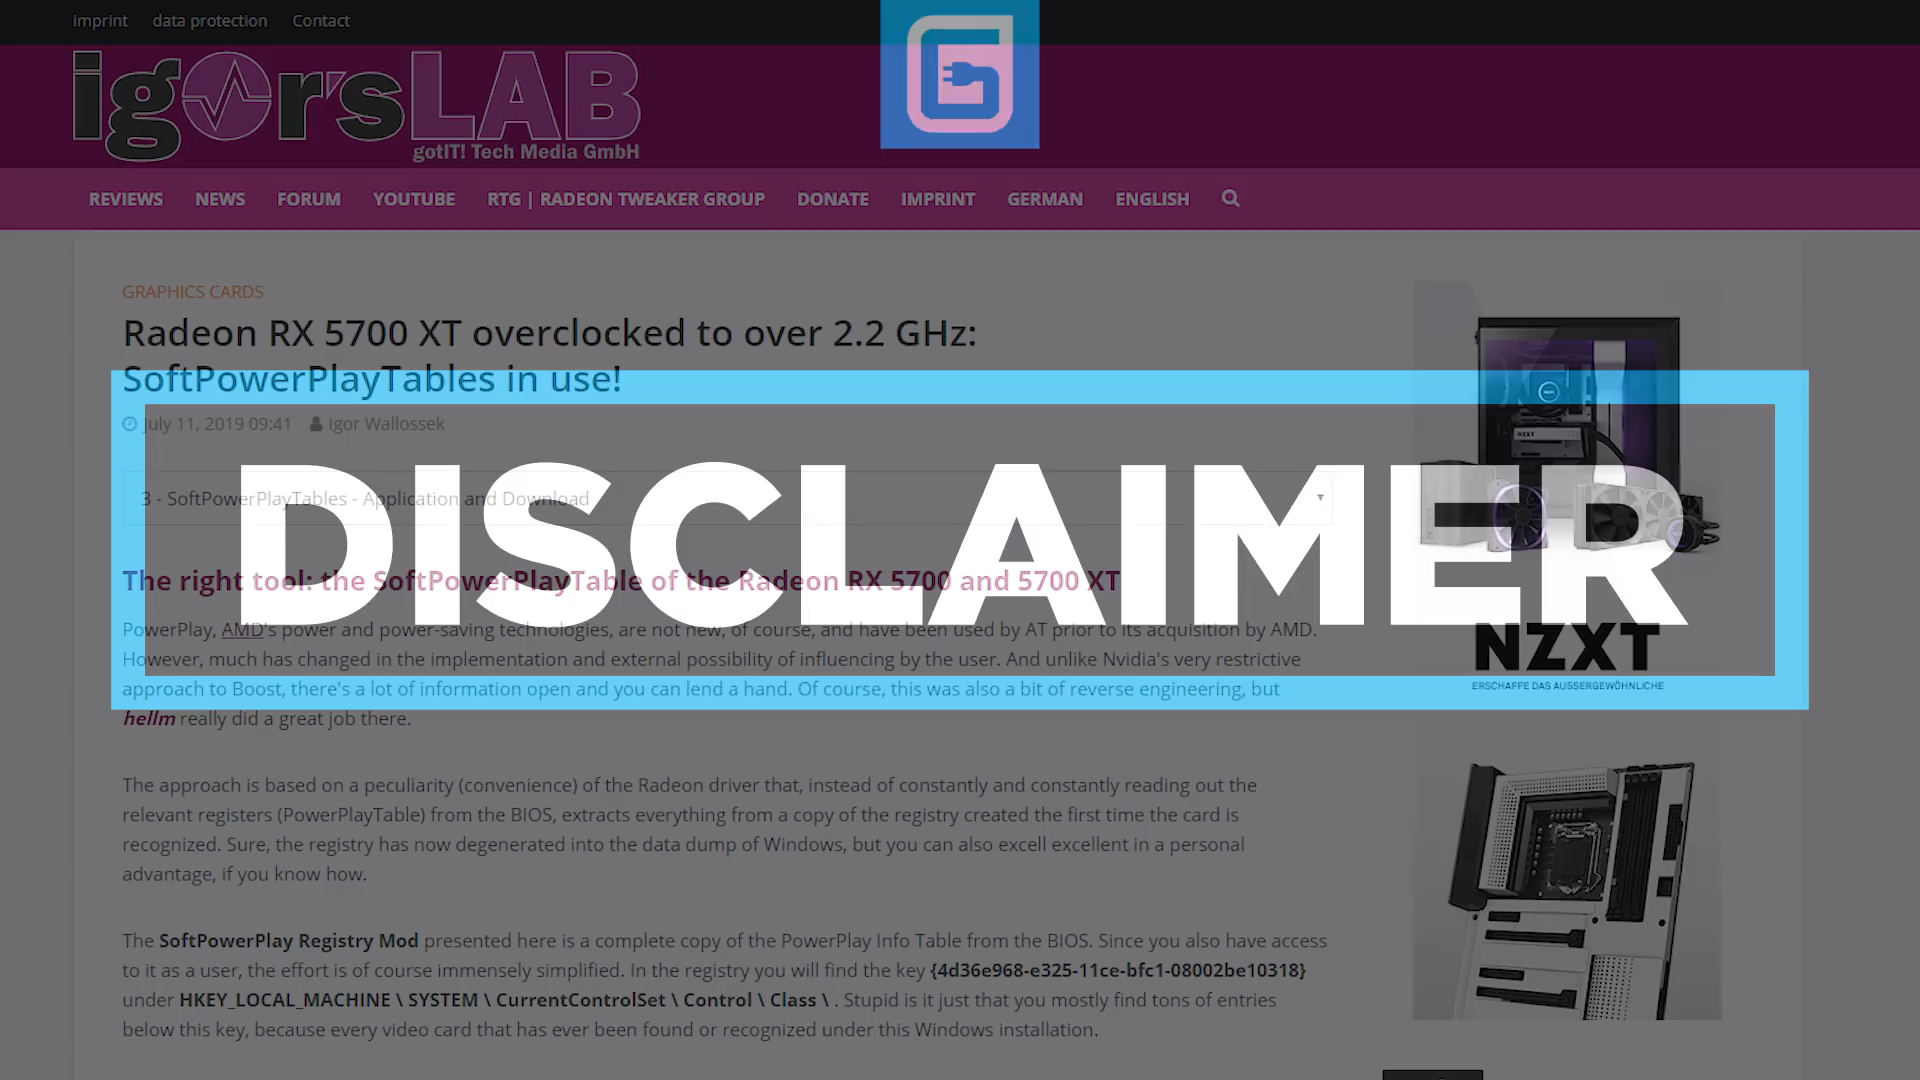 imprint data protection Contact
igor'sLAB
gotIT! Tech Media GmbH
REVIEWS NEWS FORUM YOUTUBE RTG | RADEON TWEAKER GROUP DONATE IMPRINT GERMAN ENGLISH
GRAPHICS CARDS
Radeon RX 5700 XT overclocked to over 2.2 GHz:
SoftPowerPlayTables in use!
July 11, 2019 09:41 Igor Wallossek
3 - SoftPowerPlayTables - Application and Download
DISCLAIMER
The right tool: the SoftPowerPlayTable of the Radeon RX 5700 and 5700 XT
PowerPlay, AMD's power and power-saving technologies, are not new, of course, and have been used by AT prior to its acquisition by AMD.
However, much has changed in the implementation and external possibility of influencing by the user. And unlike Nvidia's very restrictive
approach to Boost, there's a lot of information open and you can lend a hand. Of course, this was also a bit of reverse engineering, but
hellm really did a great job there.
The approach is based on a peculiarity (convenience) of the Radeon driver that, instead of constantly and constantly reading out the
relevant registers (PowerPlayTable) from the BIOS, extracts everything from a copy of the registry created the first time the card is
recognized. Sure, the registry has now degenerated into the data dump of Windows, but you can also excell excellent in a personal
advantage, if you know how.
The SoftPowerPlay Registry Mod presented here is a complete copy of the PowerPlay Info Table from the BIOS. Since you also have access
to it as a user, the effort is of course immensely simplified. In the registry you will find the key {4d36e968-e325-11ce-bfc1-08002be10318}
under HKEY_LOCAL_MACHINE \ SYSTEM \ CurrentControlSet \ Control \ Class \ . Stupid is it just that you mostly find tons of entries
below this key, because every video card that has ever been found or recognized under this Windows installation.
NZXT
NZXT
ERSCHAFFE DAS AUSSERGEWÖHNLICHE